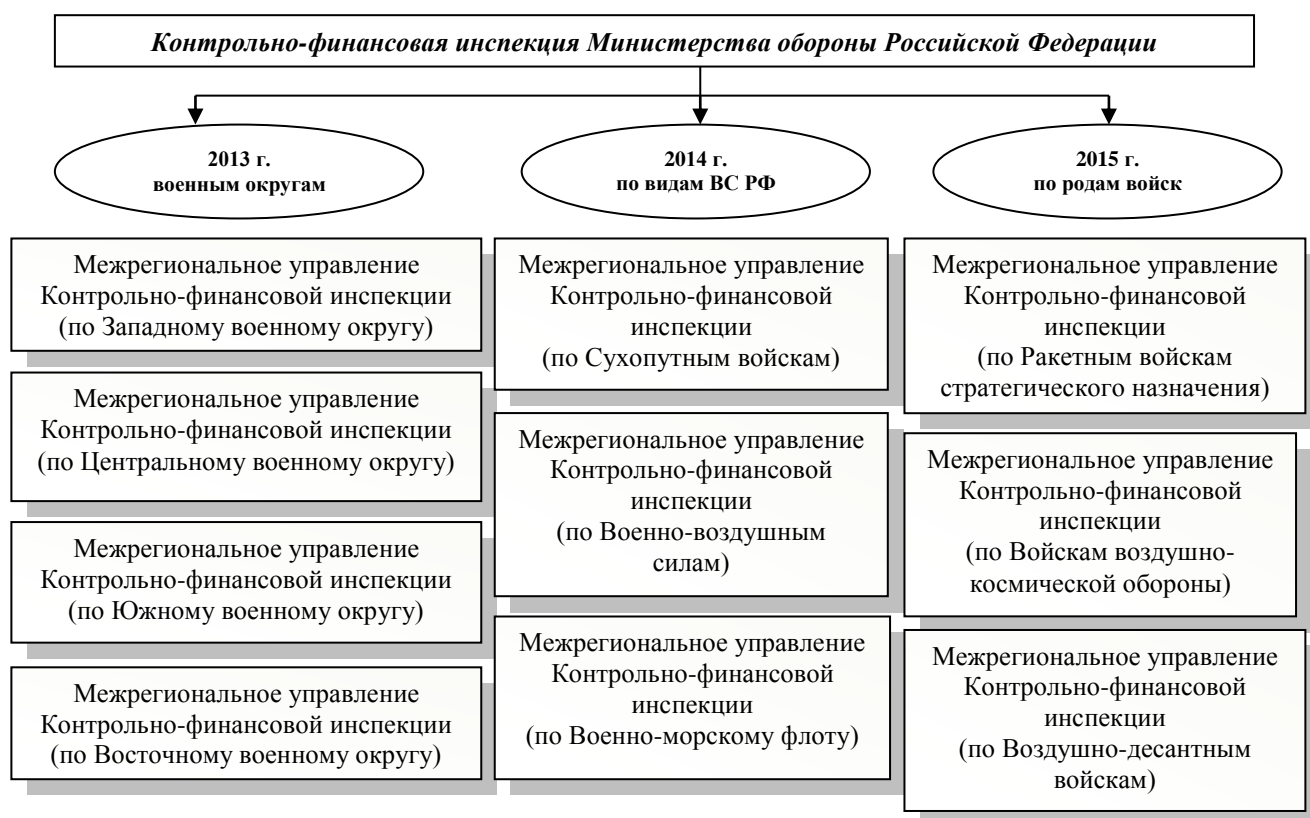 Контрольно-финансовая инспекция Министерства обороны Российской Федерации
2013 г.
военным округам
2014 г.
по видам ВС РФ
2015 г.
по родам войск
Межрегиональное управление
Контрольно-финансовой инспекции
(по Западному военному округу)
Межрегиональное управление
Контрольно-финансовой инспекции
(по Центральному военному округу)
Межрегиональное управление
Контрольно-финансовой инспекции
(по Южному военному округу)
Межрегиональное управление
Контрольно-финансовой инспекции
(по Восточному военному округу)
Межрегиональное управление
Контрольно-финансовой
инспекции
(по Сухопутным войскам)
Межрегиональное управление
Контрольно-финансовой
инспекции
(по Военно-воздушным
силам)
Межрегиональное управление
Контрольно-финансовой
инспекции
(по Военно-морскому флоту)
Межрегиональное управление
Контрольно-финансовой
инспекции
(по Ракетным войскам
стратегического назначения)
Межрегиональное управление
Контрольно-финансовой
инспекции
(по Войскам воздушно-
космической обороны)
Межрегиональное управление
Контрольно-финансовой
инспекции
(по Воздушно-десантным
войскам)